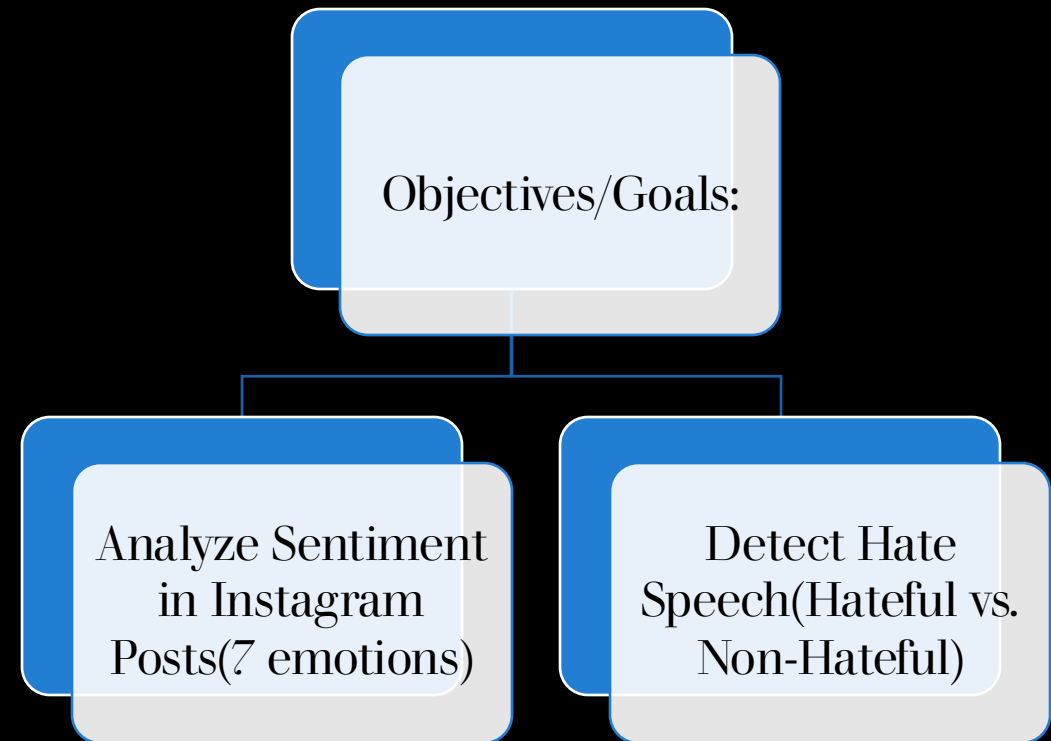 Objectives/Goals:
Analyze Sentiment
in Instagram
Posts(7 emotions)
Detect Hate
Speech(Hateful vs.
Non-Hateful)